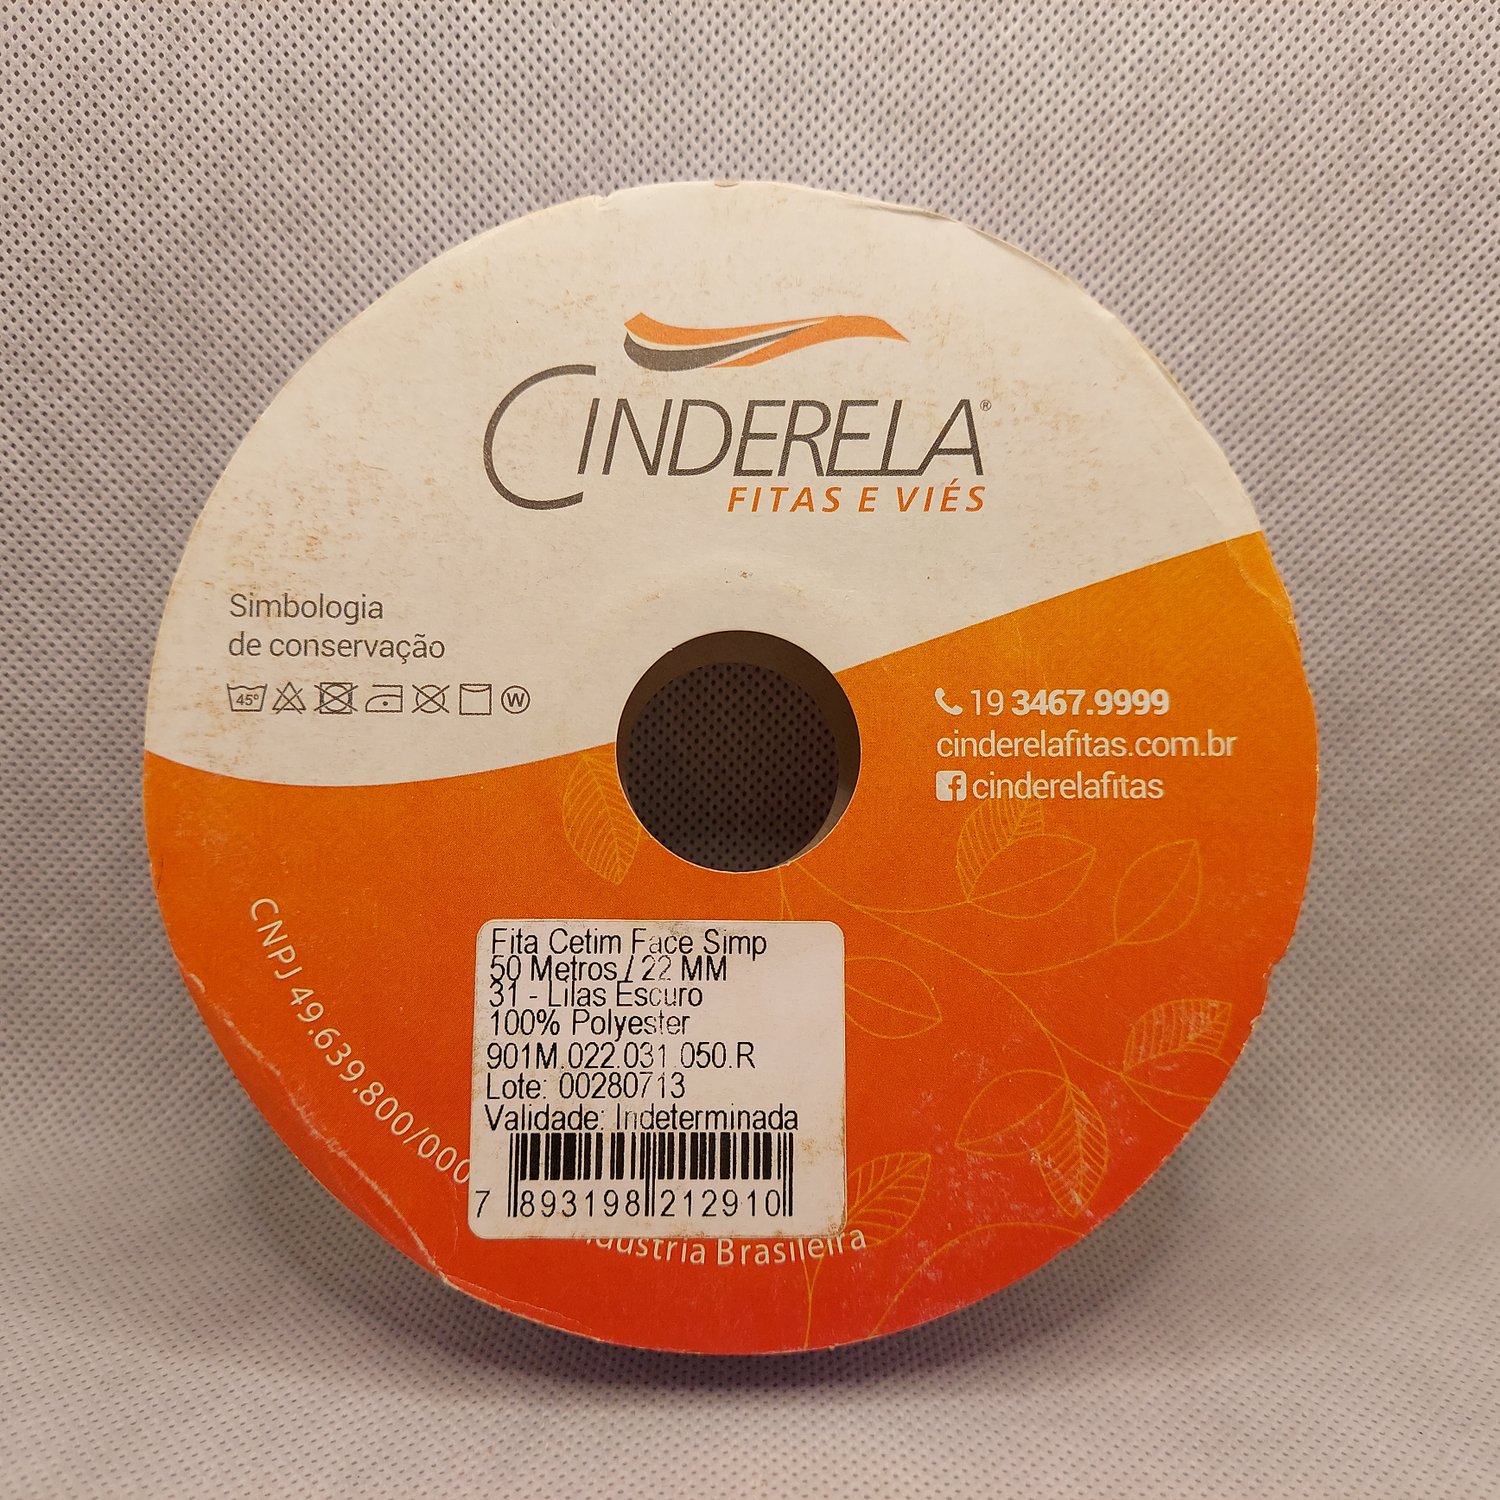 CINDERELA®
FITAS E VIÉS
Simbologia
de conservação
45° W
19 3467.9999
cinderelafitas.com.br
cinderelafitas
CNPJ 49.639.800/000
Fita Cetim Face Simp
50 Metros / 22 MM
31 - Lilas Escuro
100% Polyester
901M.022.031.050.R
Lote: 00280713
Validade: Indeterminada
7 893198 212910
Brasileira